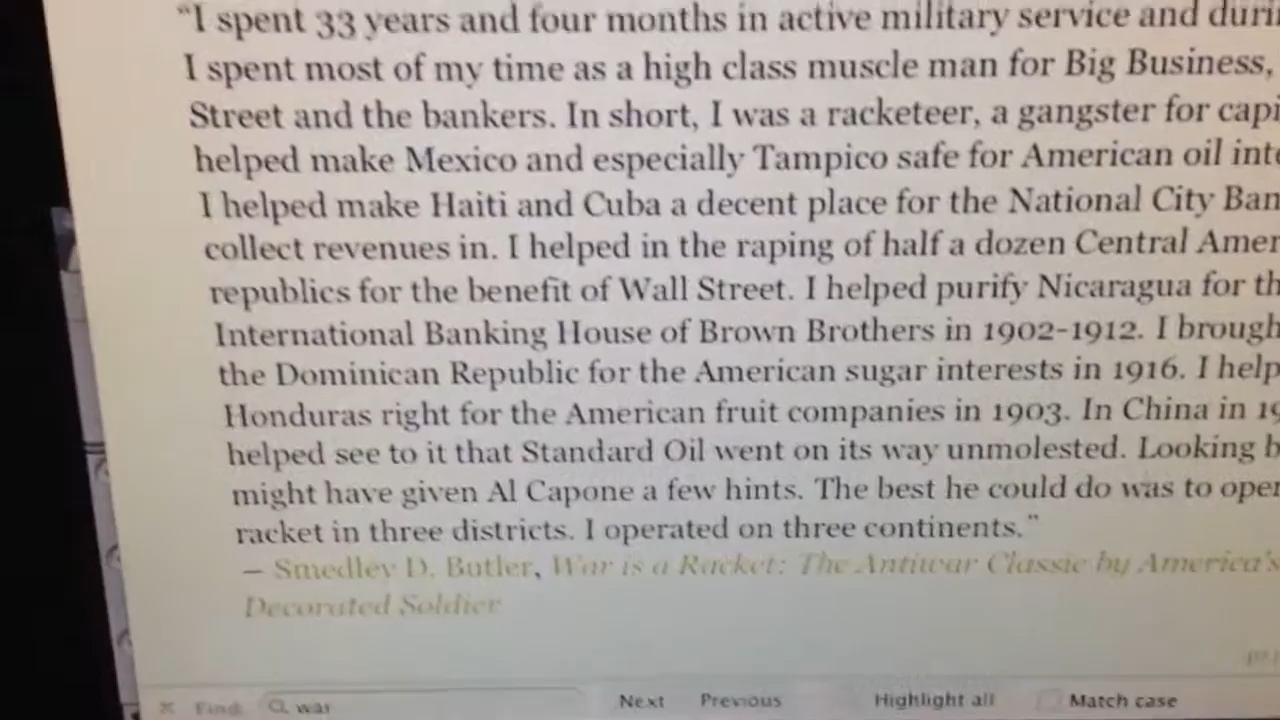 “I spent 33 years and four months in active military service and duri
I spent most of my time as a high class muscle man for Big Business,
Street and the bankers. In short, I was a racketeer, a gangster for capi
helped make Mexico and especially Tampico safe for American oil inte
I helped make Haiti and Cuba a decent place for the National City Ban
collect revenues in. I helped in the raping of half a dozen Central Amer
republics for the benefit of Wall Street. I helped purify Nicaragua for th
International Banking House of Brown Brothers in 1902-1912. I brough
the Dominican Republic for the American sugar interests in 1916. I help
Honduras right for the American fruit companies in 1903. In China in 19
helped see to it that Standard Oil went on its way unmolested. Looking b
might have given Al Capone a few hints. The best he could do was to oper
racket in three districts. I operated on three continents.”
— Smedley D. Butler, War is a Racket: The Antiwar Classic by America's
Decorated Soldier
Find: war Next Previous Highlight all Match case